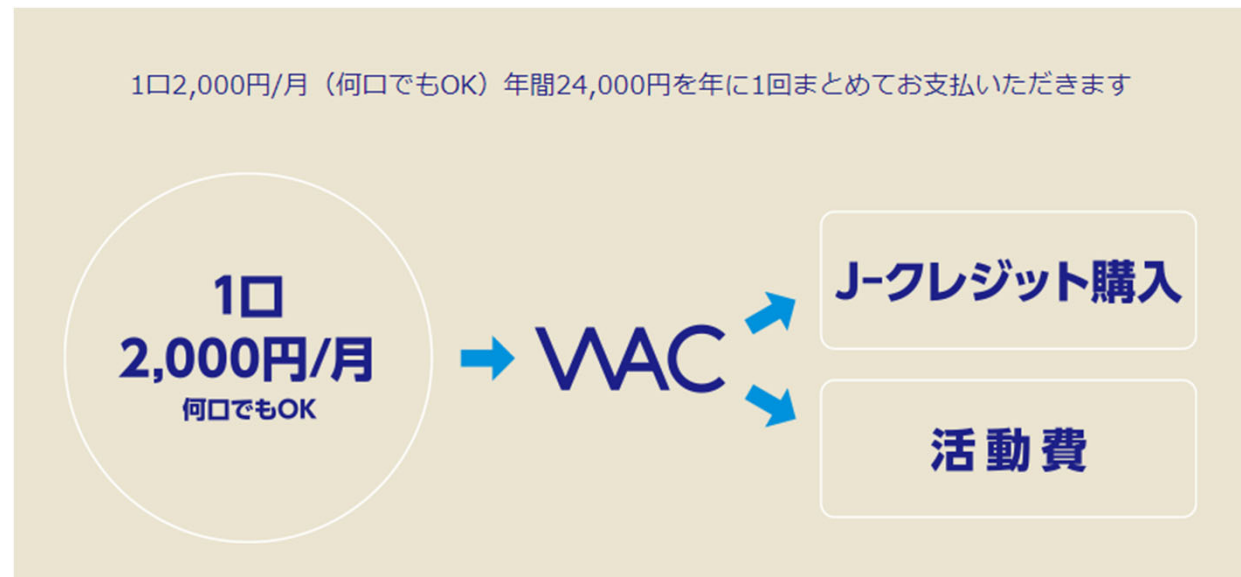 1口2,000円/月（何口でもOK）年間24,000円を年に1回まとめてお支払いただきます
1口
2,000円/月
何口でもOK
WAC
J-クレジット購入
活動費